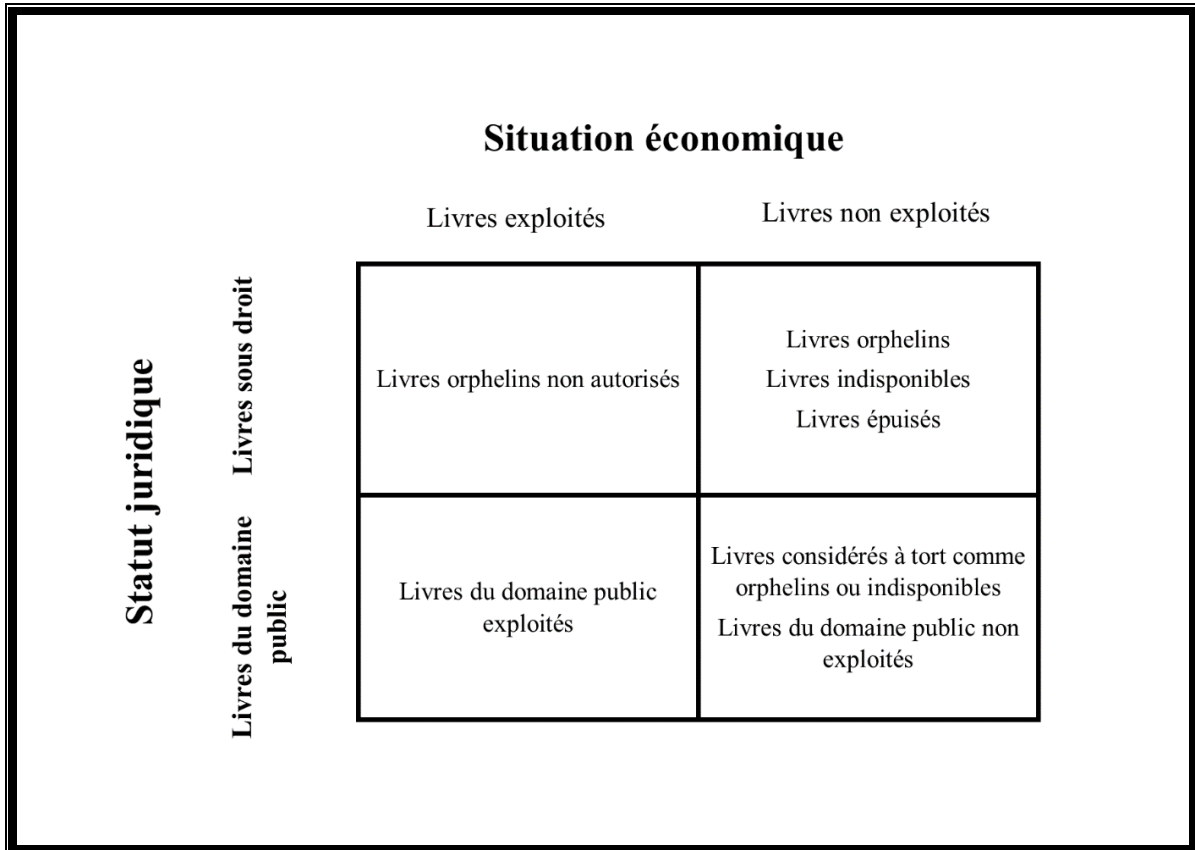 Situation économique
Livres exploités
Livres non exploités
Statut juridique
Livres sous droit
Livres orphelins non autorisés
Livres orphelins
Livres indisponibles
Livres épuisés
Livres du domaine
public
Livres du domaine public
exploités
Livres considérés à tort comme
orphelins ou indisponibles
Livres du domaine public non
exploités